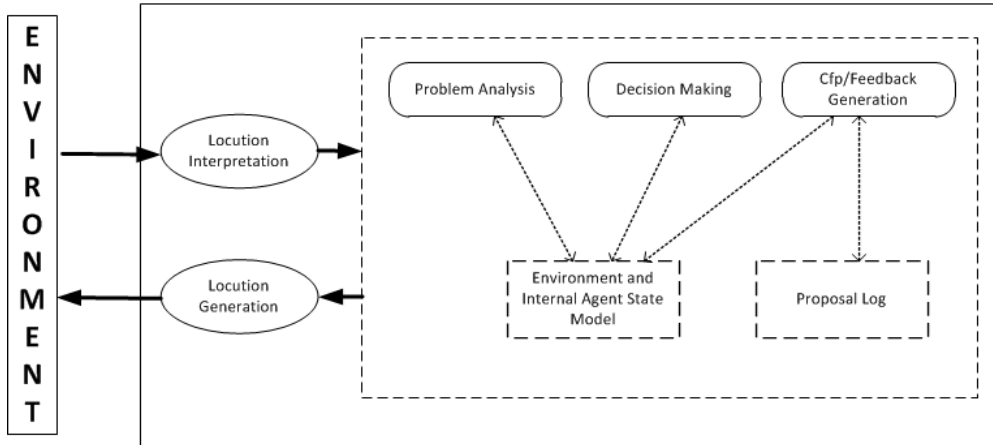 ENVIRONMENT
Problem Analysis
Decision Making
Cfp/Feedback
Generation
Locution
Interpretation
Locution
Generation
Environment and
Internal Agent State
Model
Proposal Log